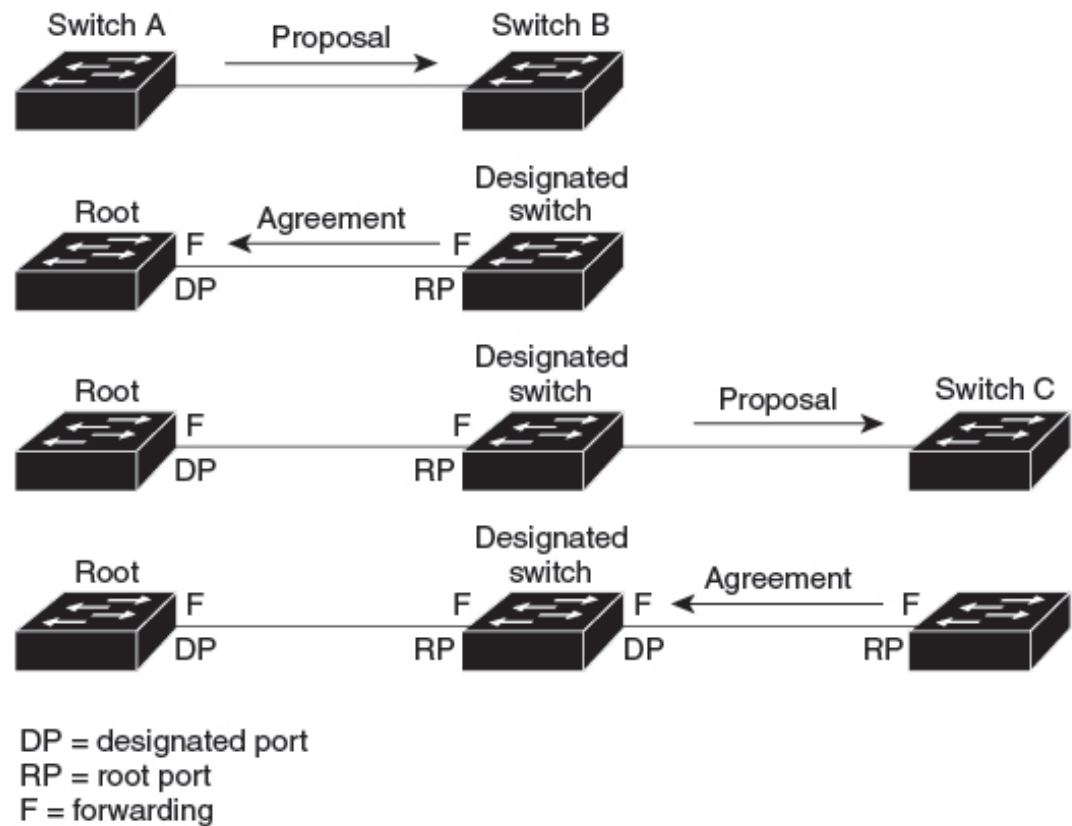 Switch A
Proposal
Switch B
Root
F
DP
Agreement
Designated
switch
F
RP
Root
F
DP
Designated
switch
F
RP
Proposal
Switch C
Root
F
DP
Designated
switch
F
RP
F
DP
Agreement
F
RP
DP = designated port
RP = root port
F = forwarding